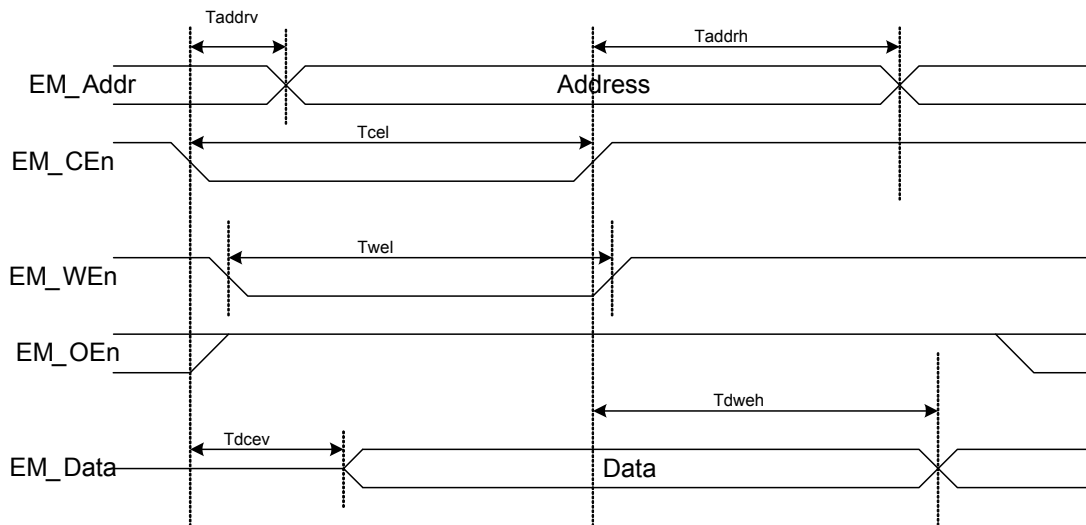 Taddrv
Taddrh
EM_Addr
Address
Tcel
EM_CEn
Twel
EM_WEn
EM_OEn
Tdweh
Tdcev
EM_Data
Data